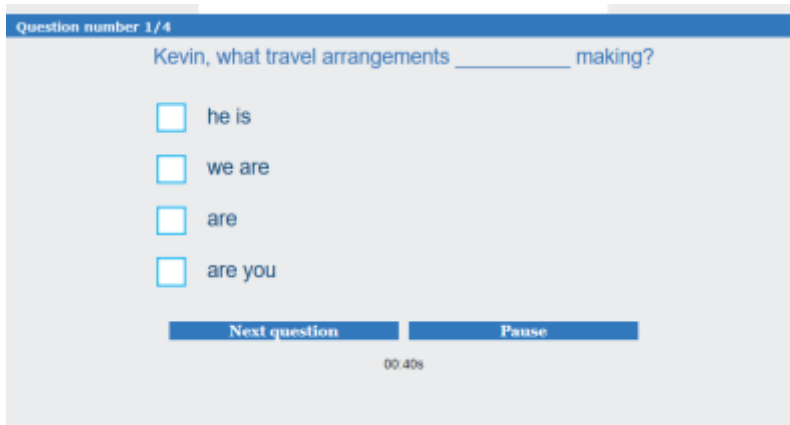 Question number 1/4
Kevin, what travel arrangements ___________ making?
he is
we are
are
are you
Next question Pause
00:40s